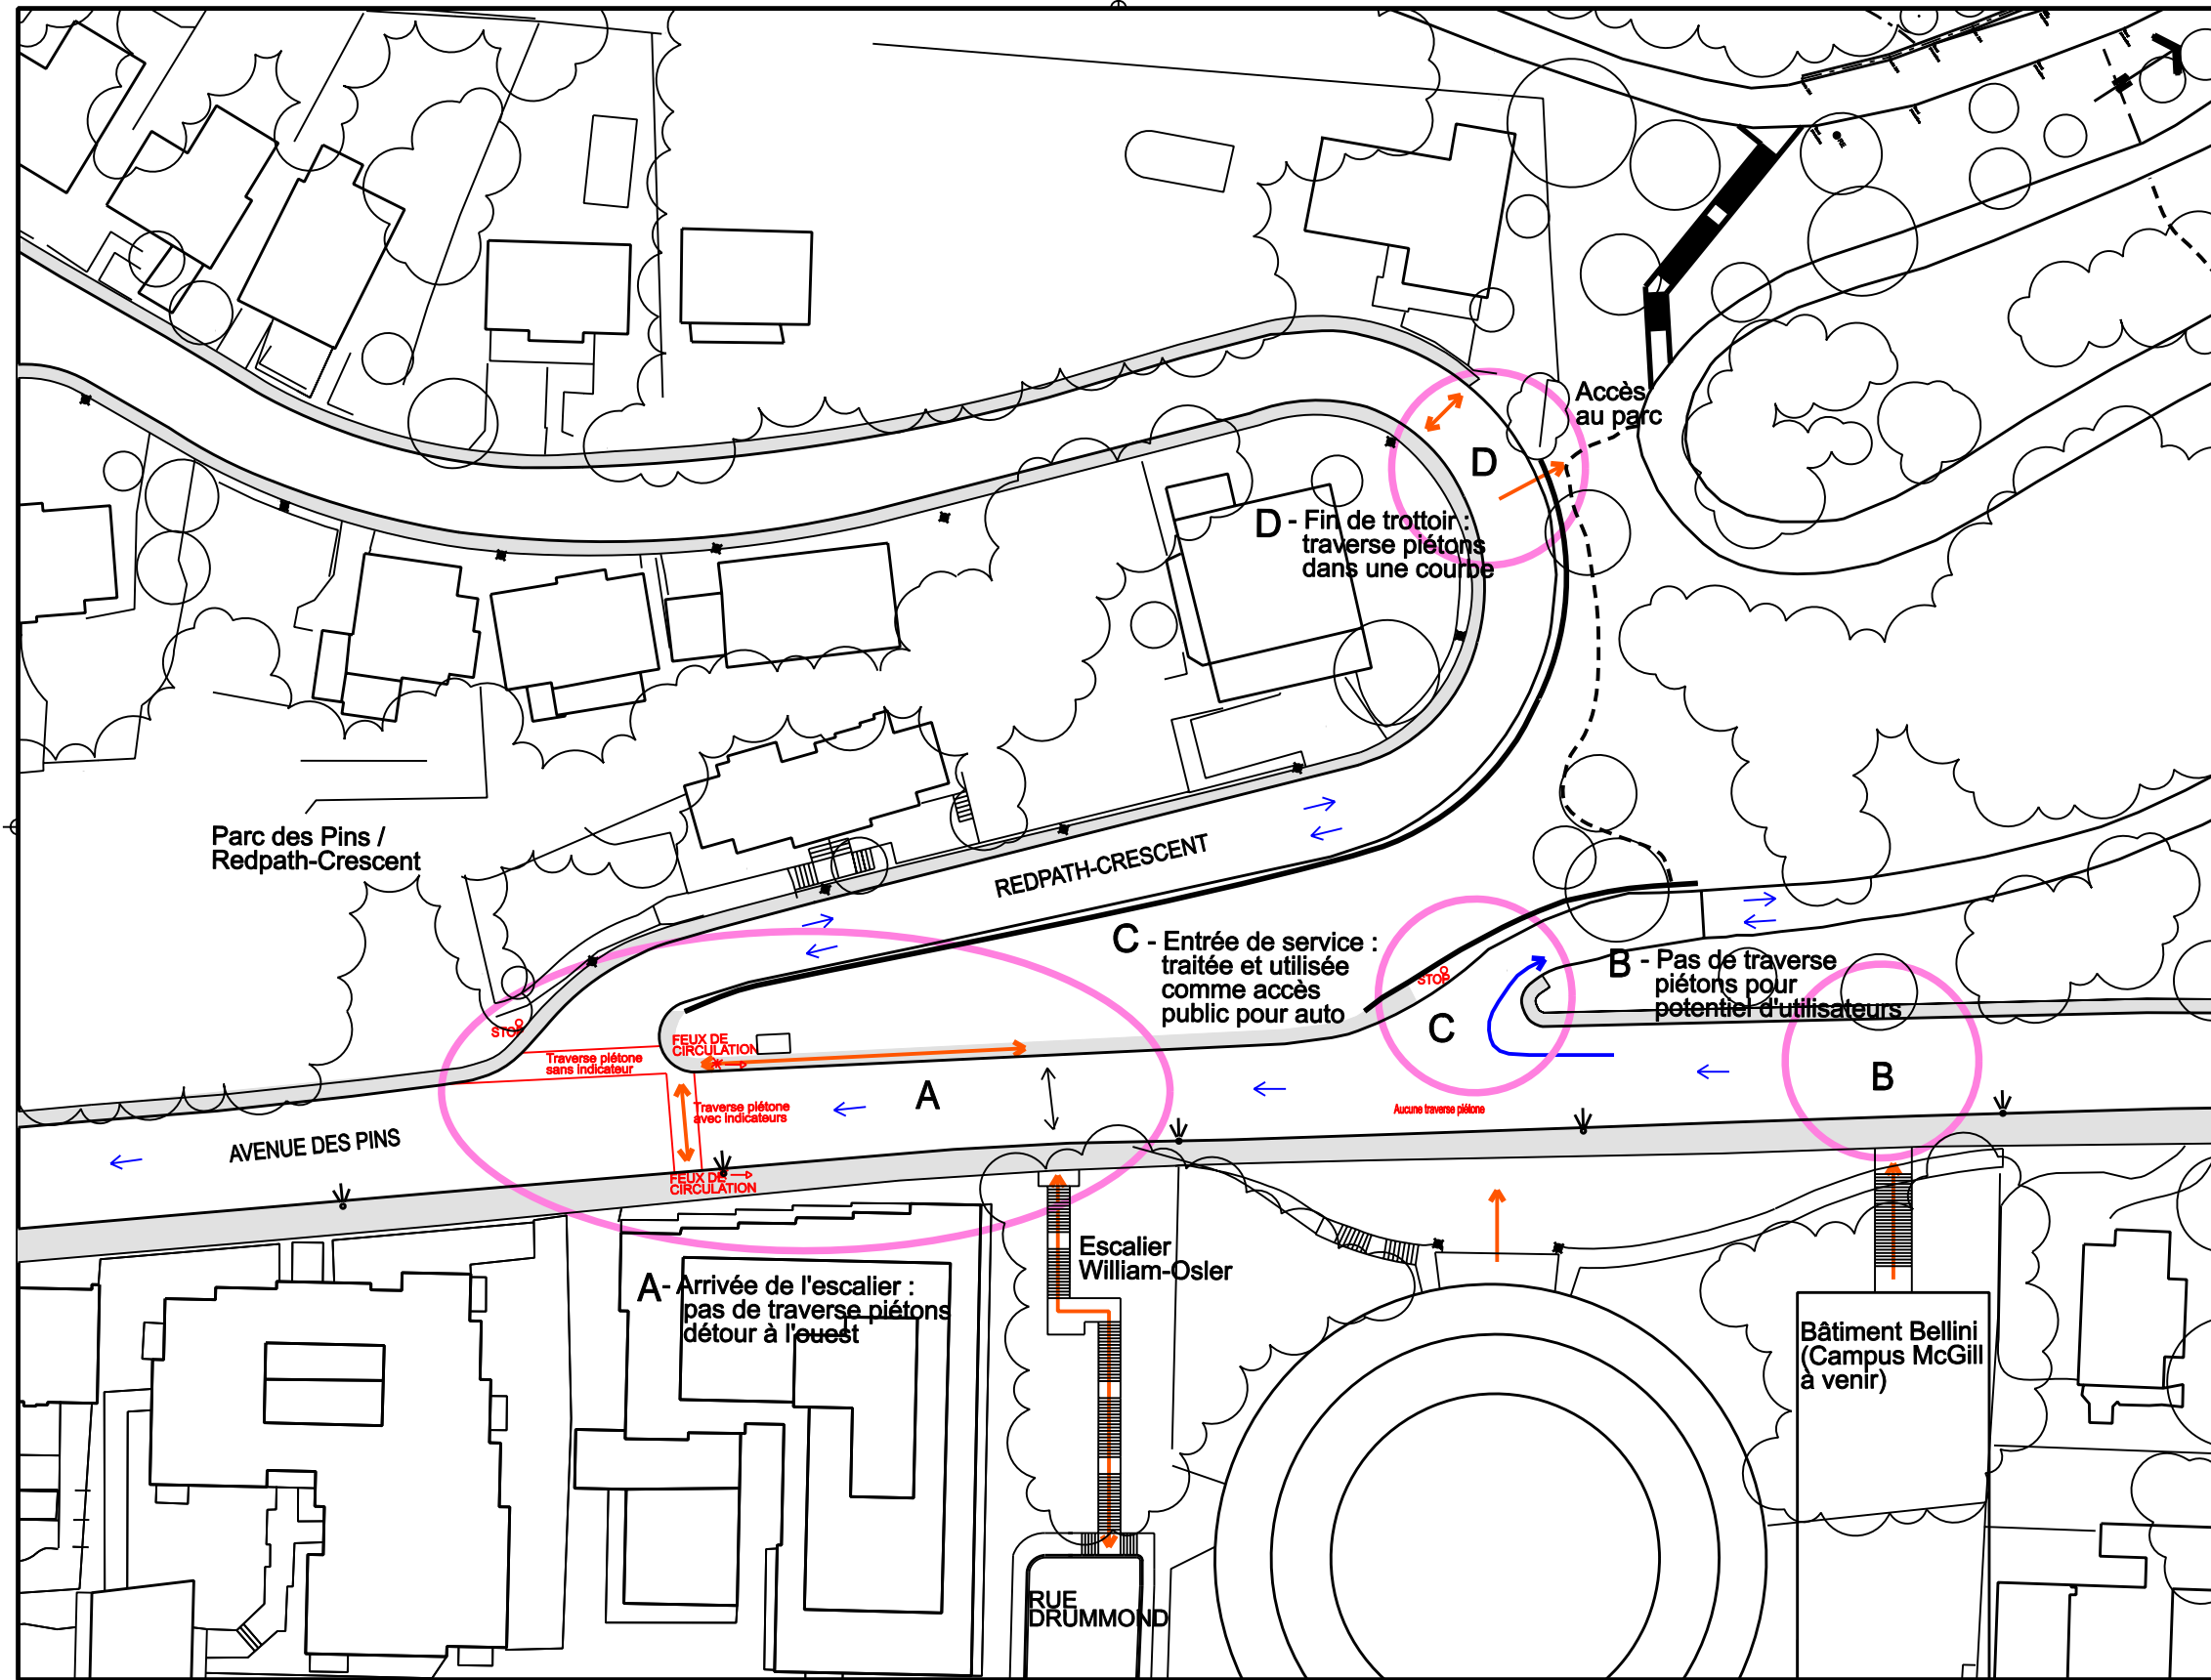 Accès
au parc
D
D - Fin de trottoir :
traverse piétons
dans une courbe
Parc des Pins /
Redpath-Crescent
REDPATH-CRESCENT
C - Entrée de service :
traitée et utilisée
comme accès
public pour auto
B - Pas de traverse
piétons pour
potentiel d'utilisateurs
STOP
C
STOP
FEUX DE
CIRCULATION
Traverse piétone
sans indicateur
A
B
Traverse piétone
avec indicateurs
Aucune traverse piétone
AVENUE DES PINS
FEUX DE
CIRCULATION
Escalier
William-Osler
A- Arrivée de l'escalier :
pas de traverse piétons
détour à l'ouest
Bâtiment Bellini
(Campus McGill
à venir)
RUE
DRUMMOND